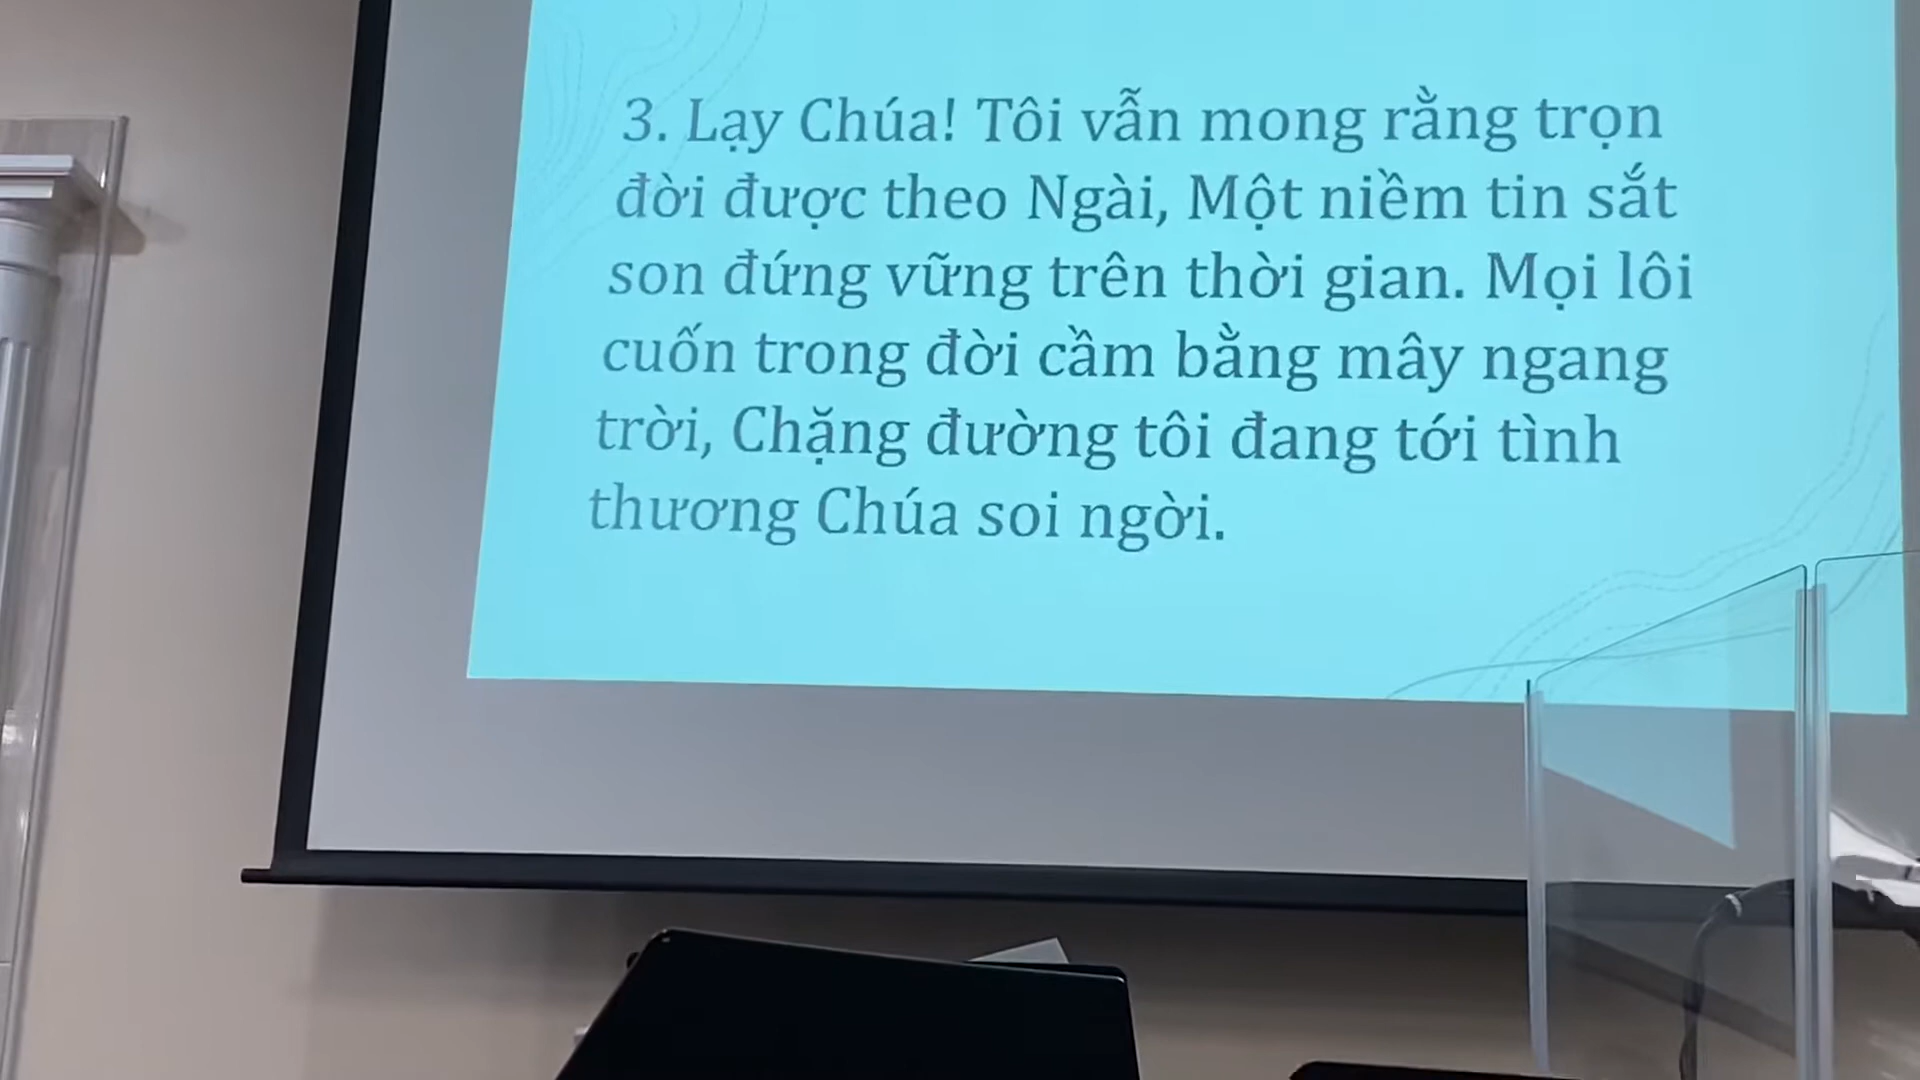 3. Lạy Chúa! Tôi vẫn mong rằng trọn
đời được theo Ngài, Một niềm tin sắt
son đứng vững trên thời gian. Mọi lôi
cuốn trong đời cầm bằng mây ngang
trời, Chặng đường tôi đang tới tình
thương Chúa soi ngời.